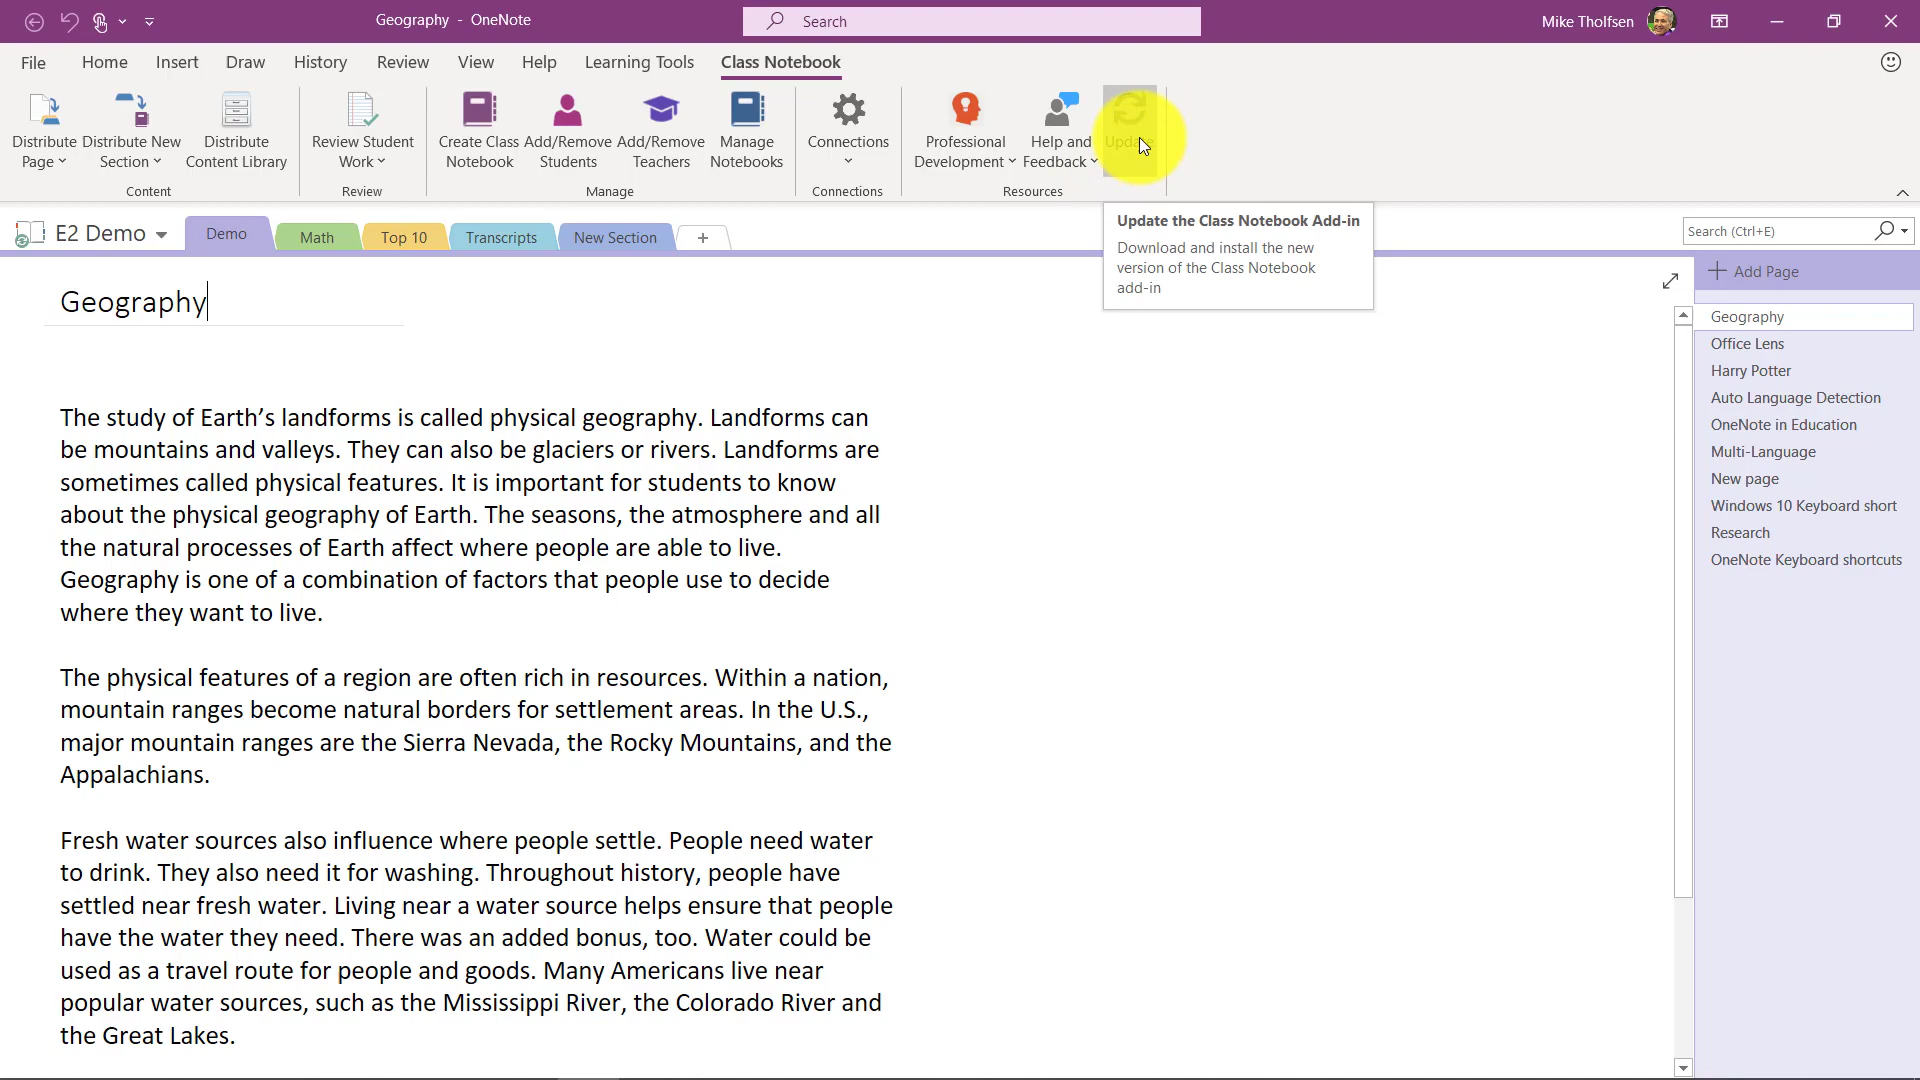 Geography - OneNote
Search
Mike Tholfsen
File
Home
Insert
Draw
History
Review
View
Help
Learning Tools
Class Notebook
Distribute
Page
Distribute New
Section
Distribute
Content Library
Content
Review Student
Work
Review
Create Class
Notebook
Add/Remove
Students
Add/Remove
Teachers
Manage
Notebooks
Manage
Connections
Connections
Professional
Development
Help and
Feedback
Update
Resources
Update the Class Notebook Add-in
Download and install the new
version of the Class Notebook
add-in
E2 Demo
Demo
Math
Top 10
Transcripts
New Section
+
Search (Ctrl+E)
Geography
The study of Earth’s landforms is called physical geography. Landforms can
be mountains and valleys. They can also be glaciers or rivers. Landforms are
sometimes called physical features. It is important for students to know
about the physical geography of Earth. The seasons, the atmosphere and all
the natural processes of Earth affect where people are able to live.
Geography is one of a combination of factors that people use to decide
where they want to live.
The physical features of a region are often rich in resources. Within a nation,
mountain ranges become natural borders for settlement areas. In the U.S.,
major mountain ranges are the Sierra Nevada, the Rocky Mountains, and the
Appalachians.
Fresh water sources also influence where people settle. People need water
to drink. They also need it for washing. Throughout history, people have
settled near fresh water. Living near a water source helps ensure that people
have the water they need. There was an added bonus, too. Water could be
used as a travel route for people and goods. Many Americans live near
popular water sources, such as the Mississippi River, the Colorado River and
the Great Lakes.
Add Page
Geography
Office Lens
Harry Potter
Auto Language Detection
OneNote in Education
Multi-Language
New page
Windows 10 Keyboard short
Research
OneNote Keyboard shortcuts